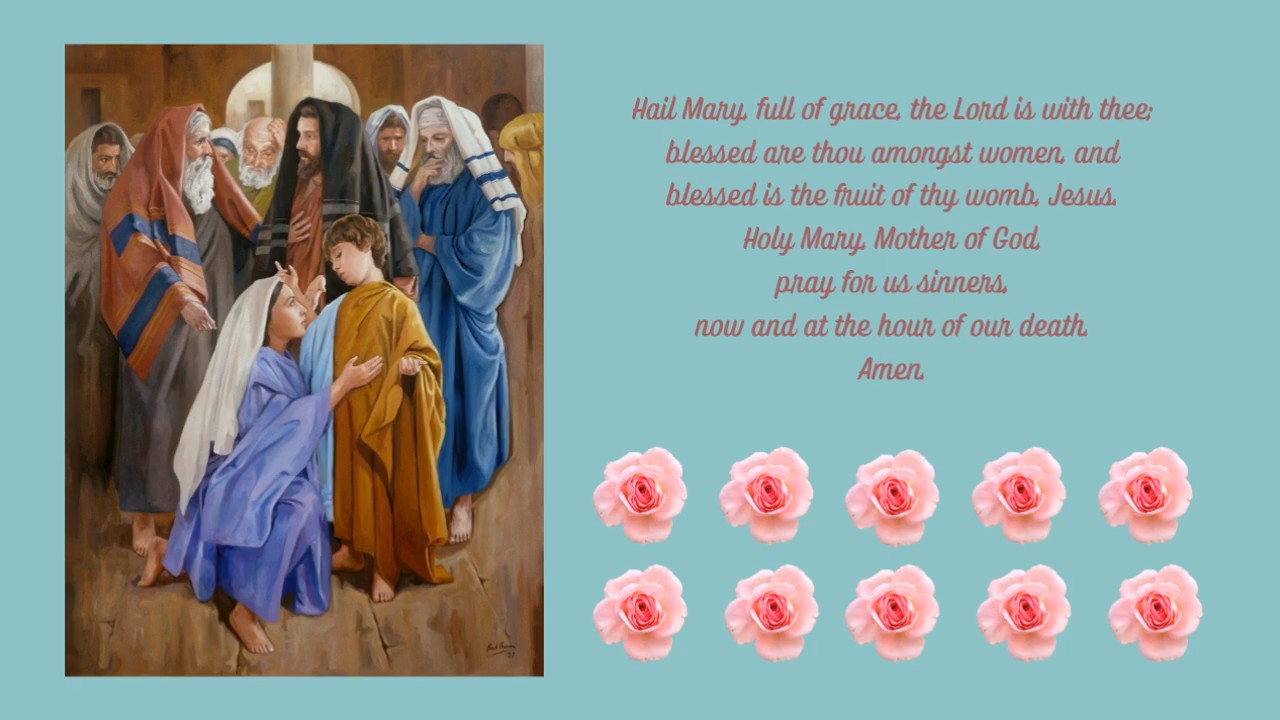 Hail Mary, full of grace, the Lord is with thee;
blessed are thou amongst women, and
blessed is the fruit of thy womb, Jesus.
Holy Mary, Mother of God,
pray for us sinners,
now and at the hour of our death.
Amen.